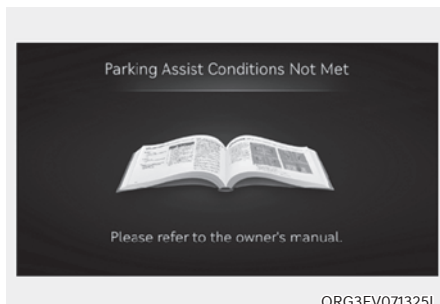 Parking Assist Conditions Not Met
Please refer to the owner's manual.
ORG3EV071325L